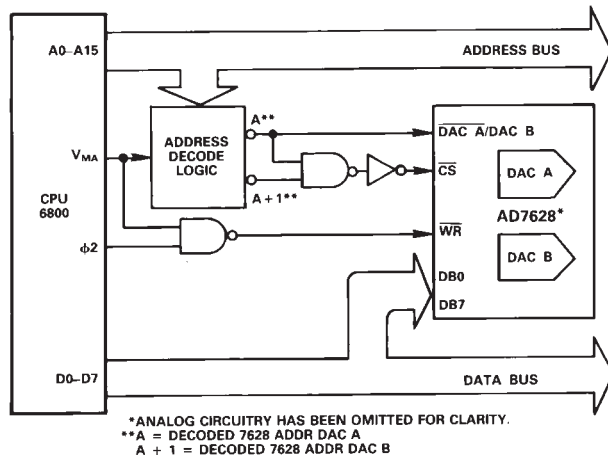 A0–A15
ADDRESS BUS
A**
ADDRESS
DECODE
LOGIC
VMA
CPU
6800
A + 1**
DAC A/DAC B
CS
DAC A
AD7628*
φ2
WR
DAC B
DB0
DB7
D0–D7
DATA BUS
*ANALOG CIRCUITRY HAS BEEN OMITTED FOR CLARITY.
**A = DECODED 7628 ADDR DAC A
A + 1 = DECODED 7628 ADDR DAC B